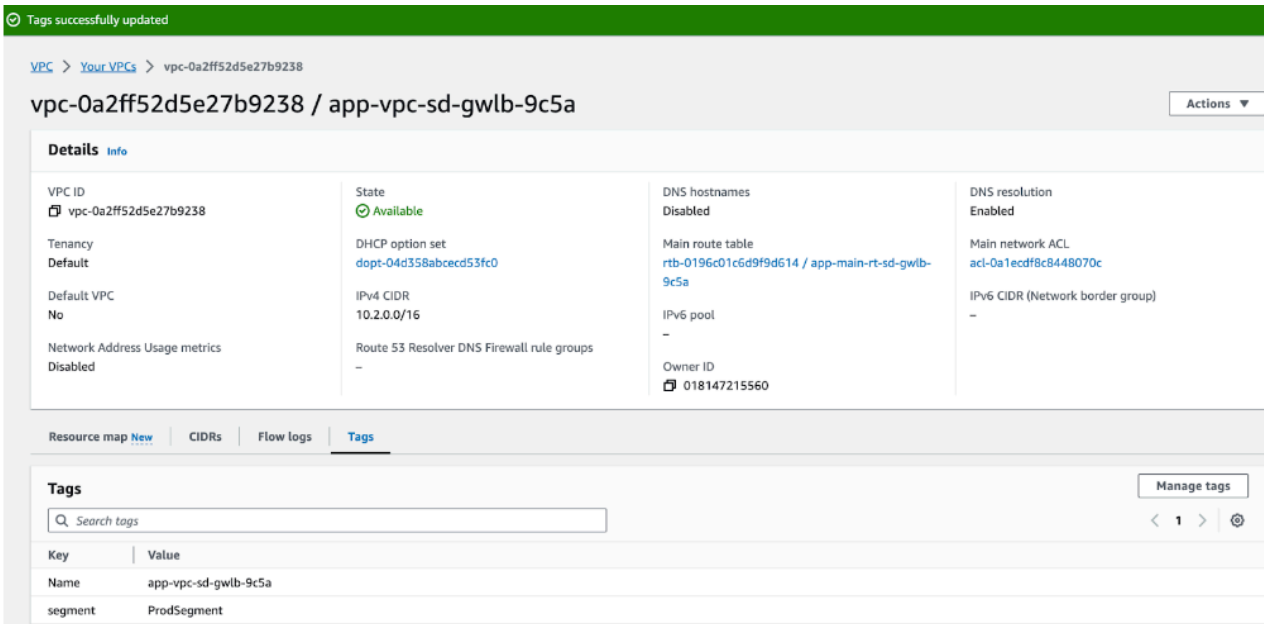 Tags successfully updated
VPC > Your VPCs > vpc-0a2ff52d5e27b9238
vpc-0a2ff52d5e27b9238 / app-vpc-sd-gwlb-9c5a
Actions ▼
Details Info
VPC ID
vpc-0a2ff52d5e27b9238
State
Available
DNS hostnames
Disabled
DNS resolution
Enabled
Tenancy
Default
DHCP option set
dopt-04d358abcecd53fc0
Main route table
rtb-0196c01c6d9f9d614 / app-main-rt-sd-gwlb-
9c5a
Main network ACL
acl-0a1ecdf8c8448070c
Default VPC
No
IPv4 CIDR
10.2.0.0/16
IPv6 pool
–
IPv6 CIDR (Network border group)
–
Network Address Usage metrics
Disabled
Route 53 Resolver DNS Firewall rule groups
–
Owner ID
018147215560
Resource map New
CIDRs
Flow logs
Tags
Tags
Manage tags
Search tags
< 1 >
Key Value
Name app-vpc-sd-gwlb-9c5a
segment ProdSegment